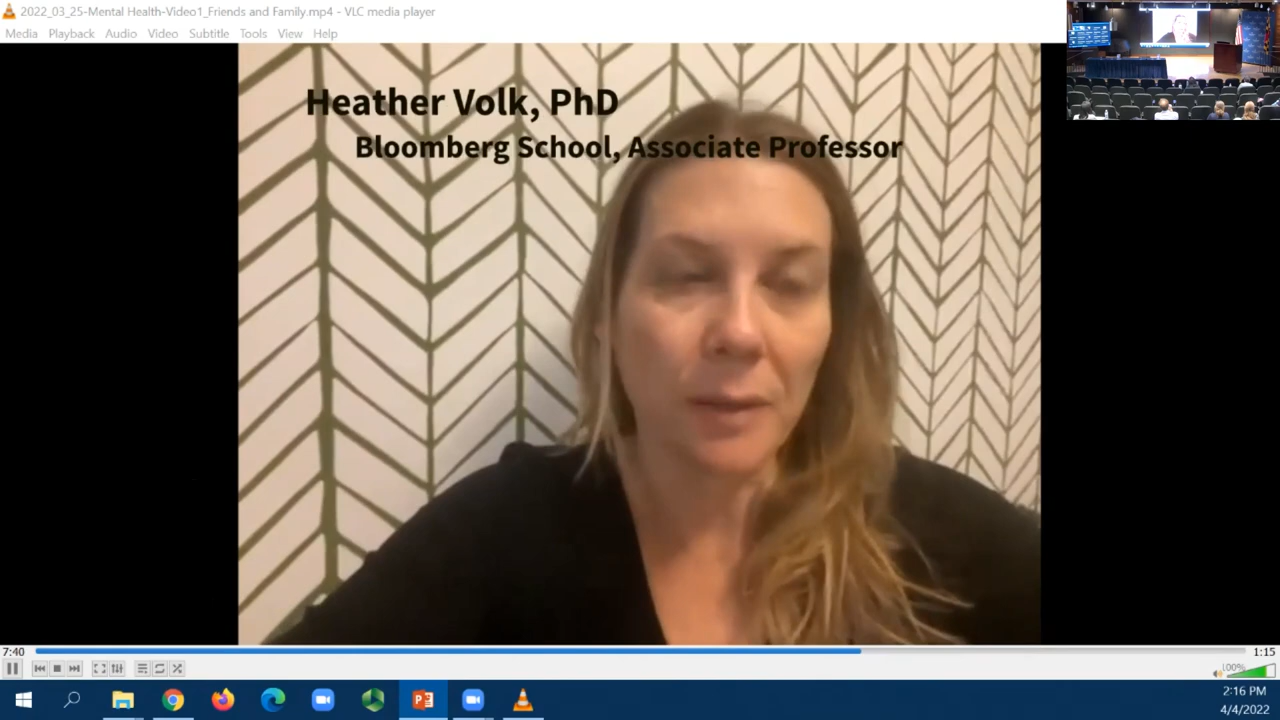 2022_03_25-Mental Health-Video1_Friends and Family.mp4 - VLC media player
Media Playback Audio Video Subtitle Tools View Help
Heather Volk, PhD
Bloomberg School, Associate Professor
7:40
1:15
100%
2:16 PM
4/4/2022